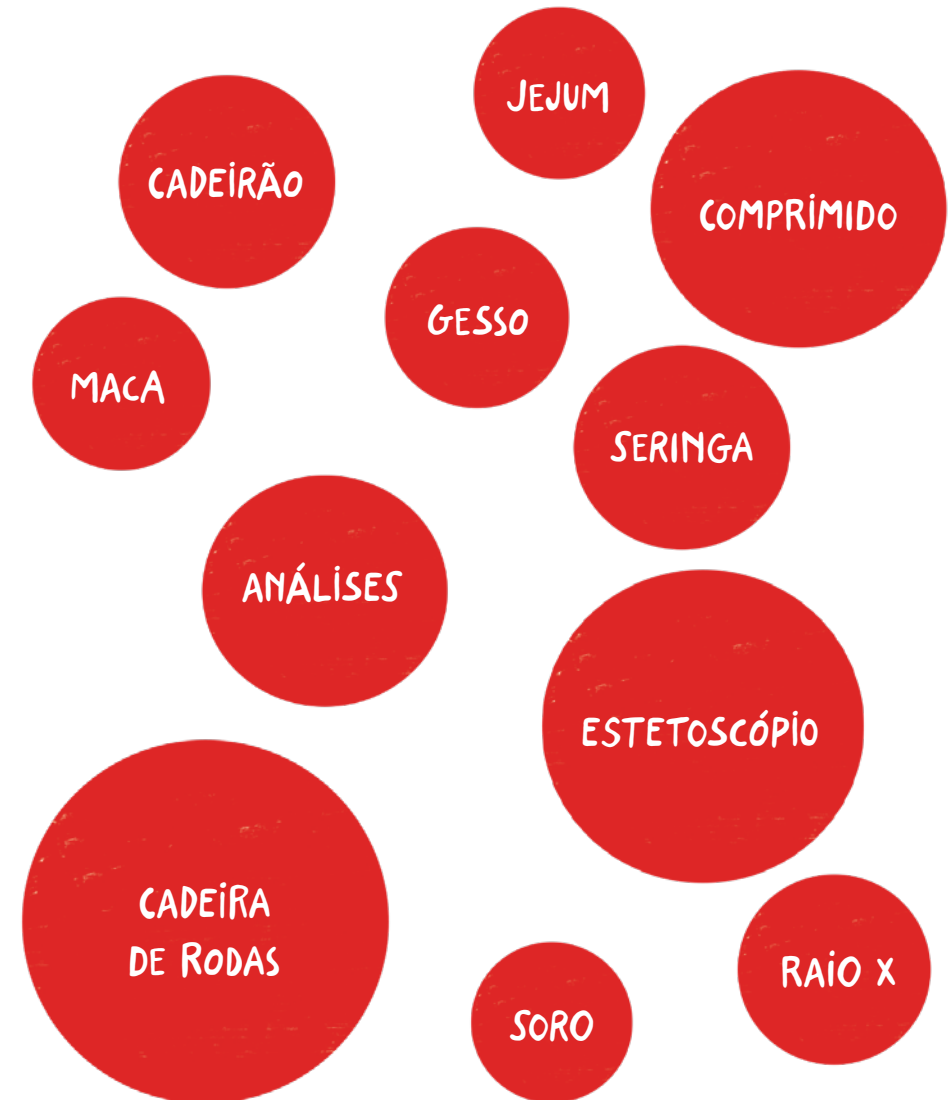 JEJUM
CADEIRÃO
COMPRIMIDO
GESSO
MACA
SERINGA
ANÁLISES
ESTETOSCÓPIO
CADEIRA
DE RODAS
RAIO X
SORO